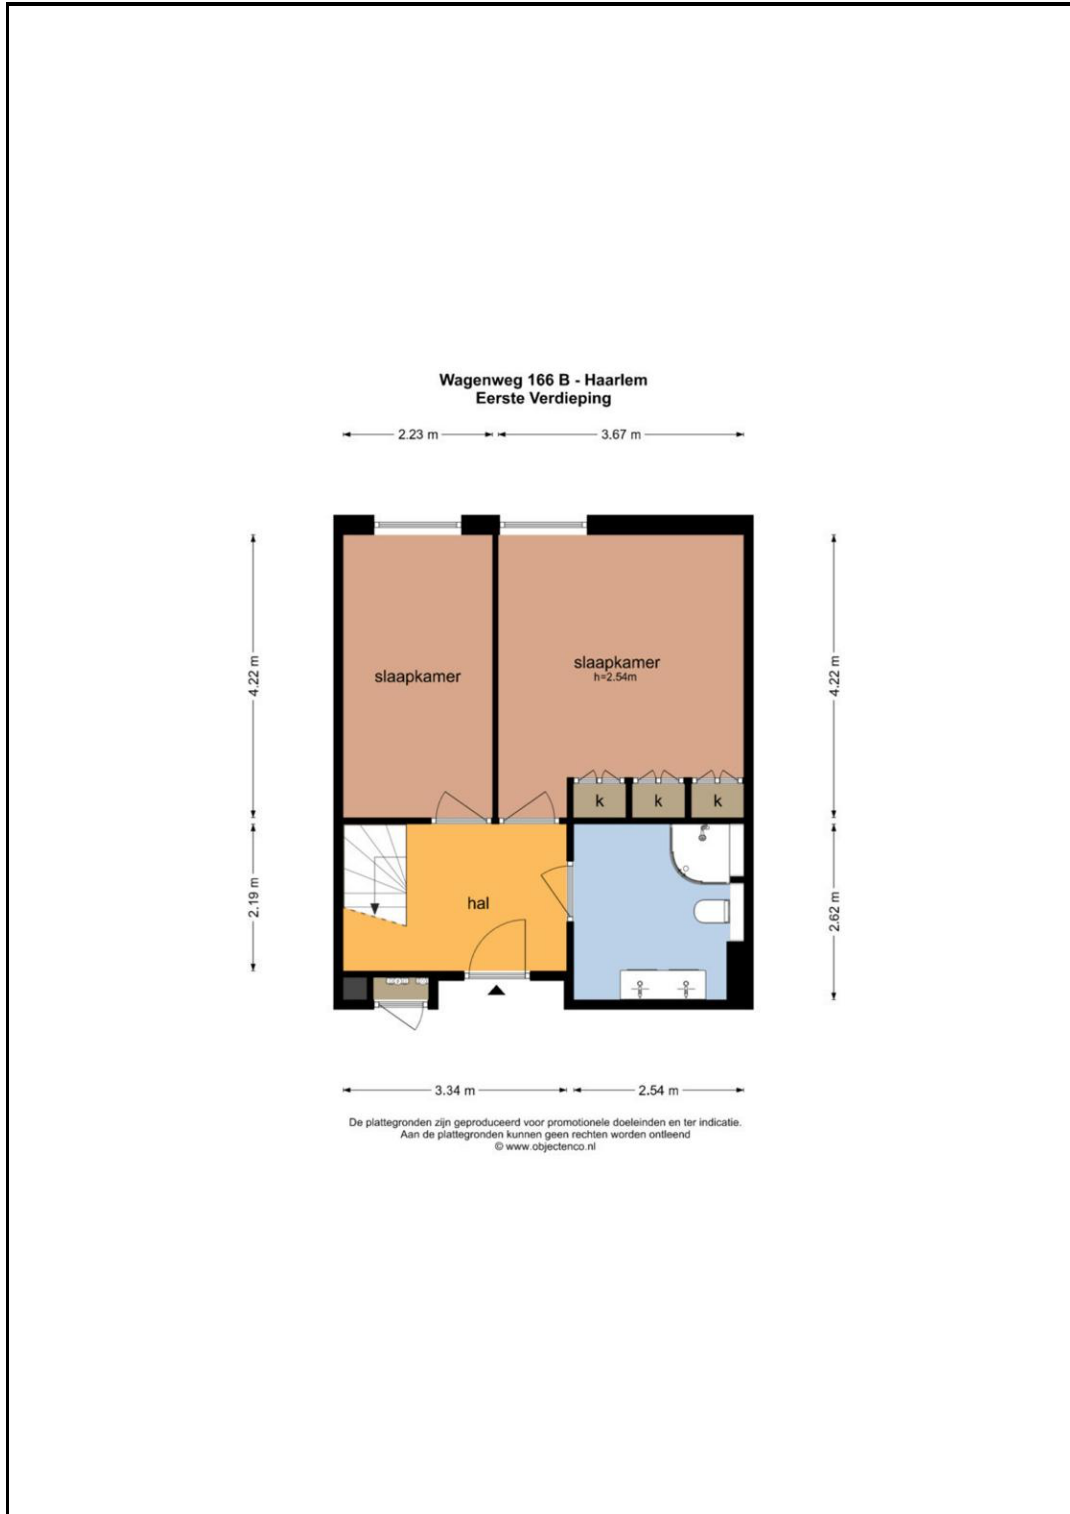 Wagenweg 166 B - Haarlem
Eerste Verdieping
2.23 m
3.67 m
4.22 m
4.22 m
slaapkamer
slaapkamer
h=2.54m
k
k
k
2.19 m
hal
2.62 m
3.34 m
2.54 m
De plattegronden zijn geproduceerd voor promotionele doeleinden en ter indicatie.
Aan de plattegronden kunnen geen rechten worden ontleend
© www.objectenco.nl